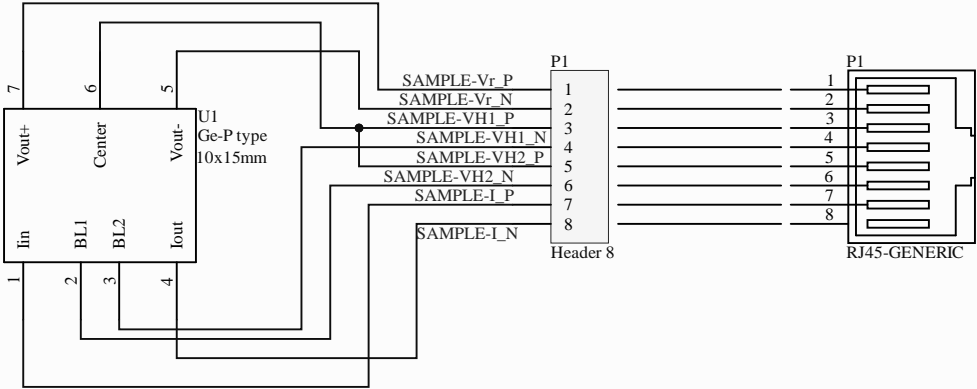 7
6
5
U1
Ge-P type
10x15mm
Vout+
Center
Vout-
Iin
BL1
BL2
Iout
1
2
3
4
SAMPLE-Vr_P
SAMPLE-Vr_N
SAMPLE-VH1_P
SAMPLE-VH1_N
SAMPLE-VH2_P
SAMPLE-VH2_N
SAMPLE-I_P
SAMPLE-I_N
P1
1
2
3
4
5
6
7
8
Header 8
P1
1
2
3
4
5
6
7
8
RJ45-GENERIC